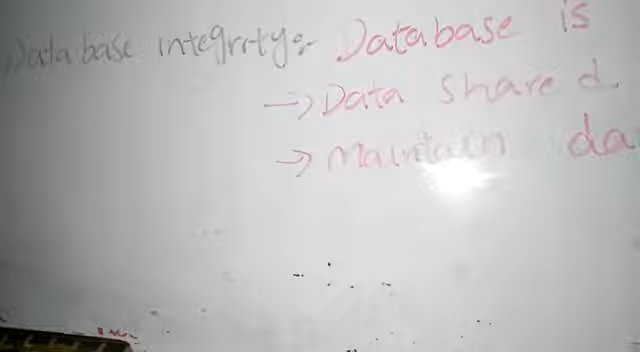 Database integrity:- Database is
→ Data shared.
→ Maintain da